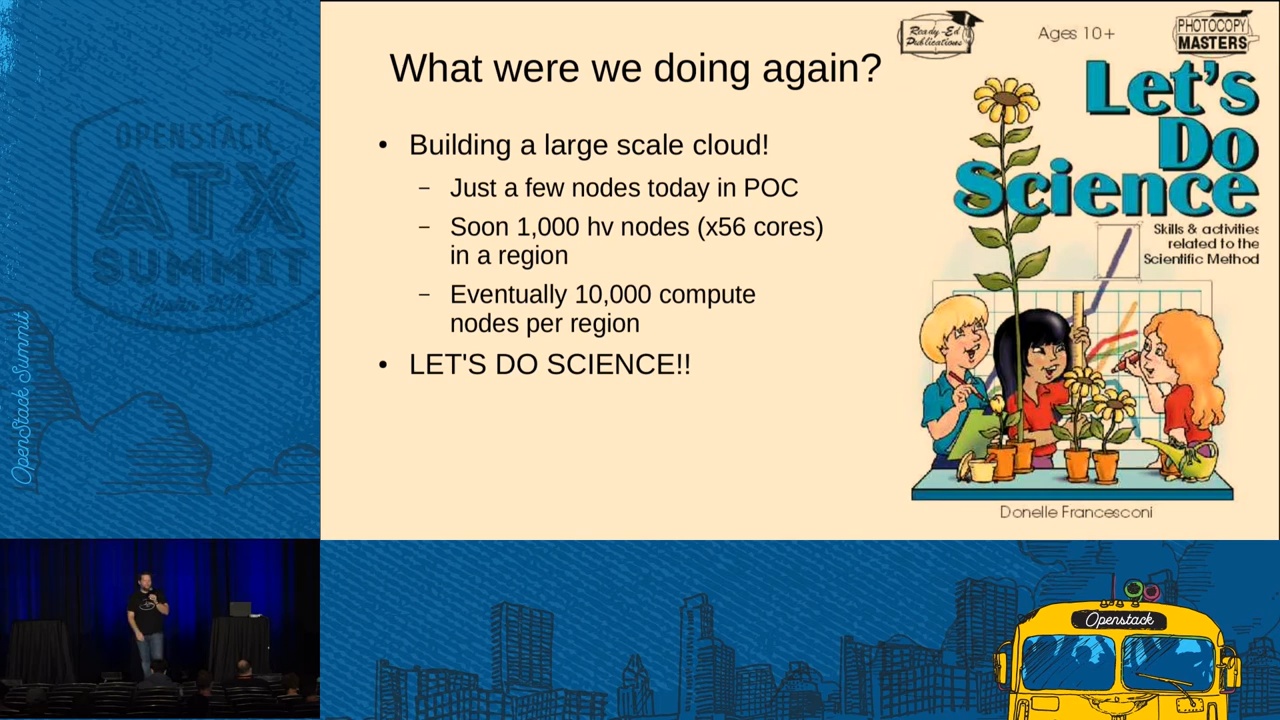 What were we doing again?
• Building a large scale cloud!
– Just a few nodes today in POC
– Soon 1,000 hv nodes (x56 cores)
in a region
– Eventually 10,000 compute
nodes per region
• LET'S DO SCIENCE!!
Ready-Ed
Publications
Ages 10+
PHOTOCOPY
MASTERS
Let's
Do
Science
Skills & activities
related to the
Scientific Method
Donelle Francesconi
OPENSTACK
ATX
SUMMIT
OpenStack Summit
Openstack